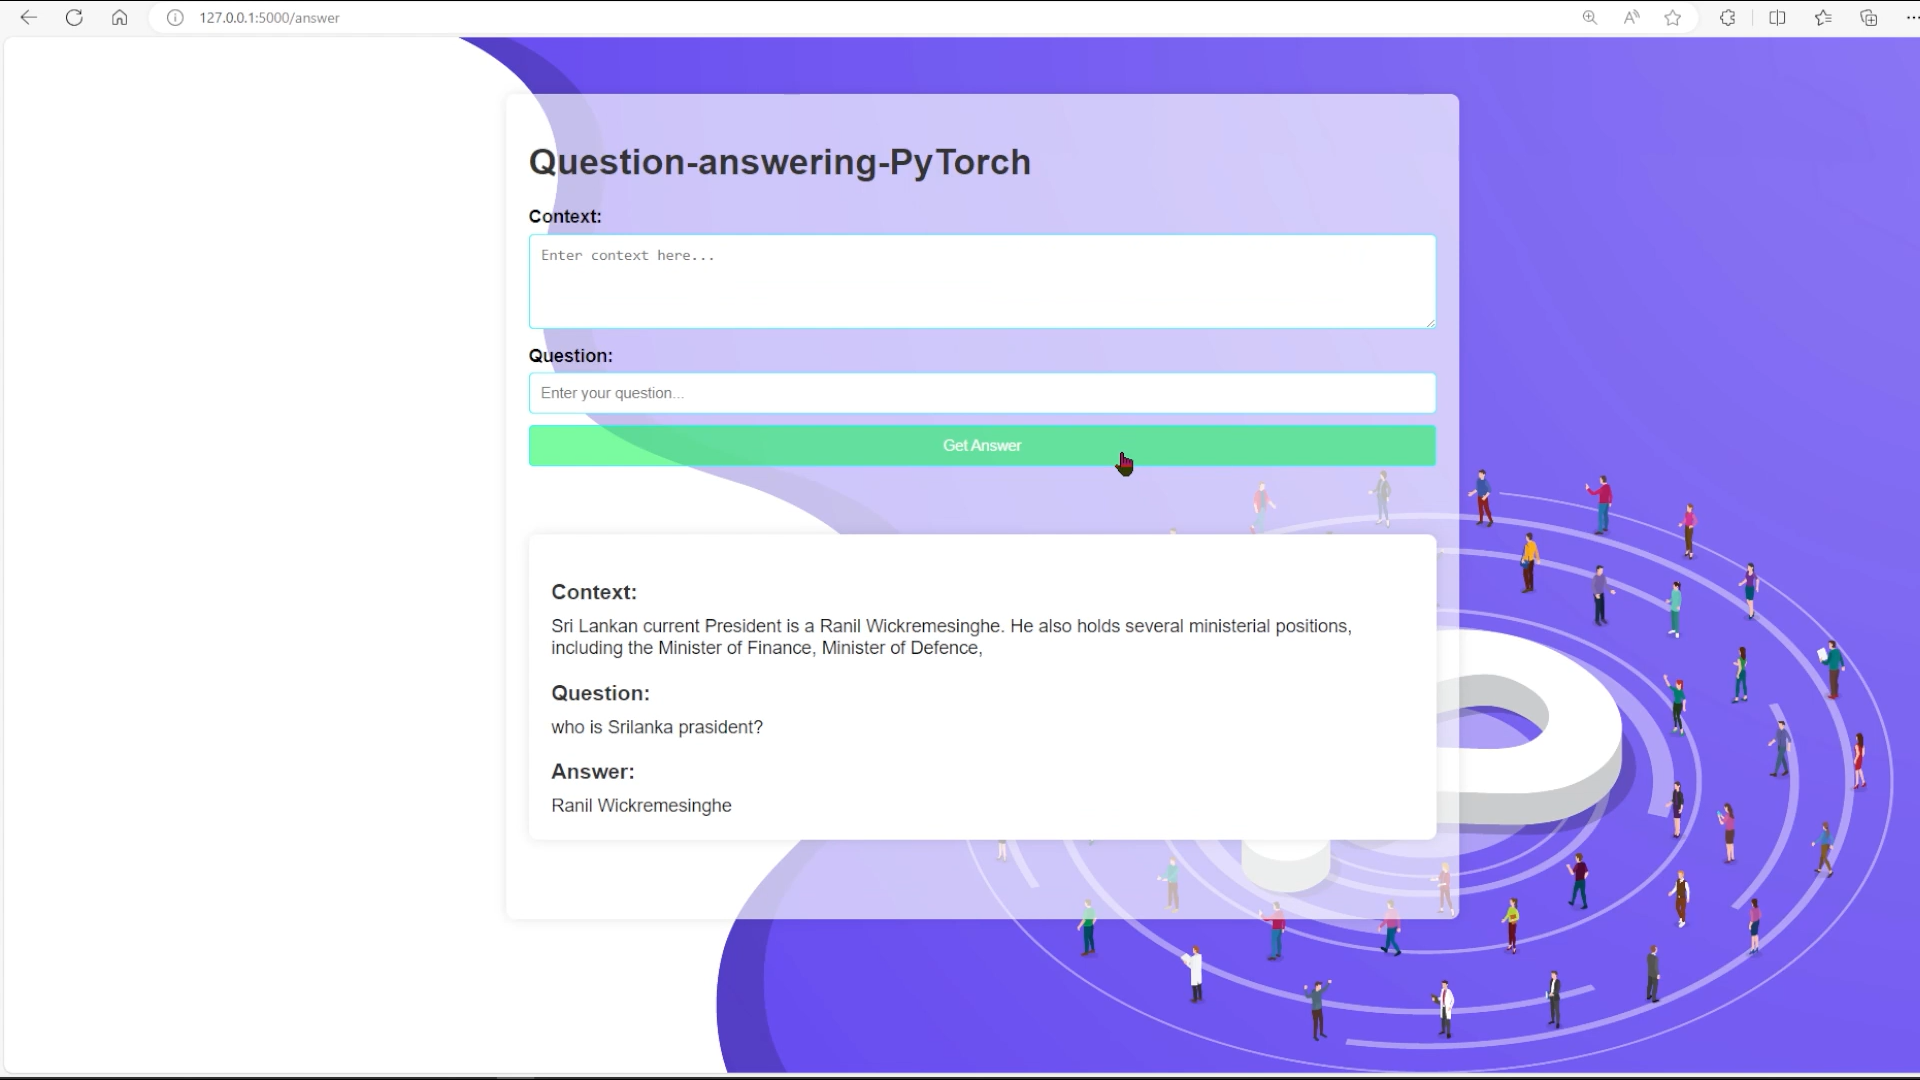 127.0.0.1:5000/answer
Question-answering-PyTorch
Context:
Enter context here...
Question:
Enter your question...
Get Answer
Context:
Sri Lankan current President is a Ranil Wickremesinghe. He also holds several ministerial positions,
including the Minister of Finance, Minister of Defence,
Question:
who is Srilanka prasident?
Answer:
Ranil Wickremesinghe